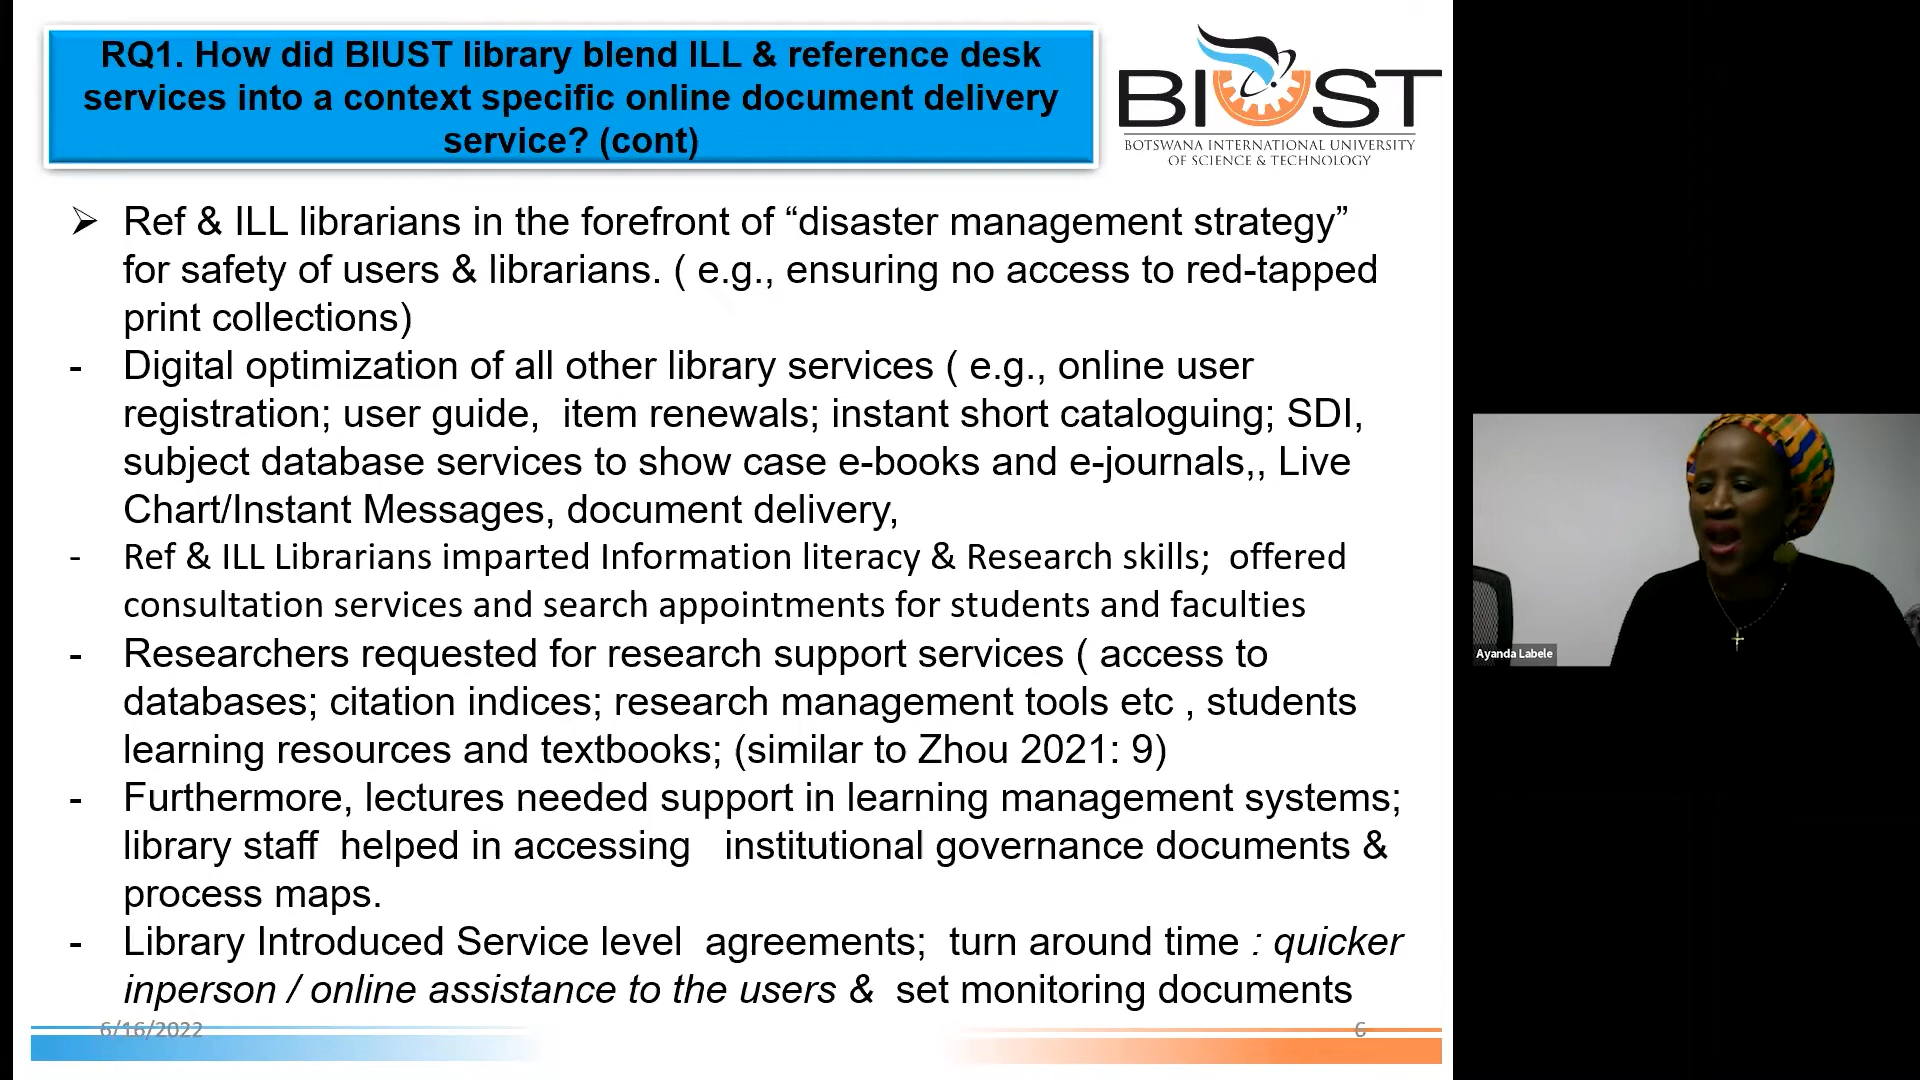 RQ1. How did BIUST library blend ILL & reference desk
services into a context specific online document delivery
service? (cont)
BIUST
BOTSWANA INTERNATIONAL UNIVERSITY
OF SCIENCE & TECHNOLOGY
➢ Ref & ILL librarians in the forefront of “disaster management strategy”
for safety of users & librarians. ( e.g., ensuring no access to red-tapped
print collections)
- Digital optimization of all other library services ( e.g., online user
registration; user guide, item renewals; instant short cataloguing; SDI,
subject database services to show case e-books and e-journals,, Live
Chart/Instant Messages, document delivery,
- Ref & ILL Librarians imparted Information literacy & Research skills; offered
consultation services and search appointments for students and faculties
- Researchers requested for research support services ( access to
databases; citation indices; research management tools etc , students
learning resources and textbooks; (similar to Zhou 2021: 9)
- Furthermore, lectures needed support in learning management systems;
library staff helped in accessing institutional governance documents &
process maps.
- Library Introduced Service level agreements; turn around time : quicker
inperson / online assistance to the users & set monitoring documents
6/16/2022
6
Ayanda Labele